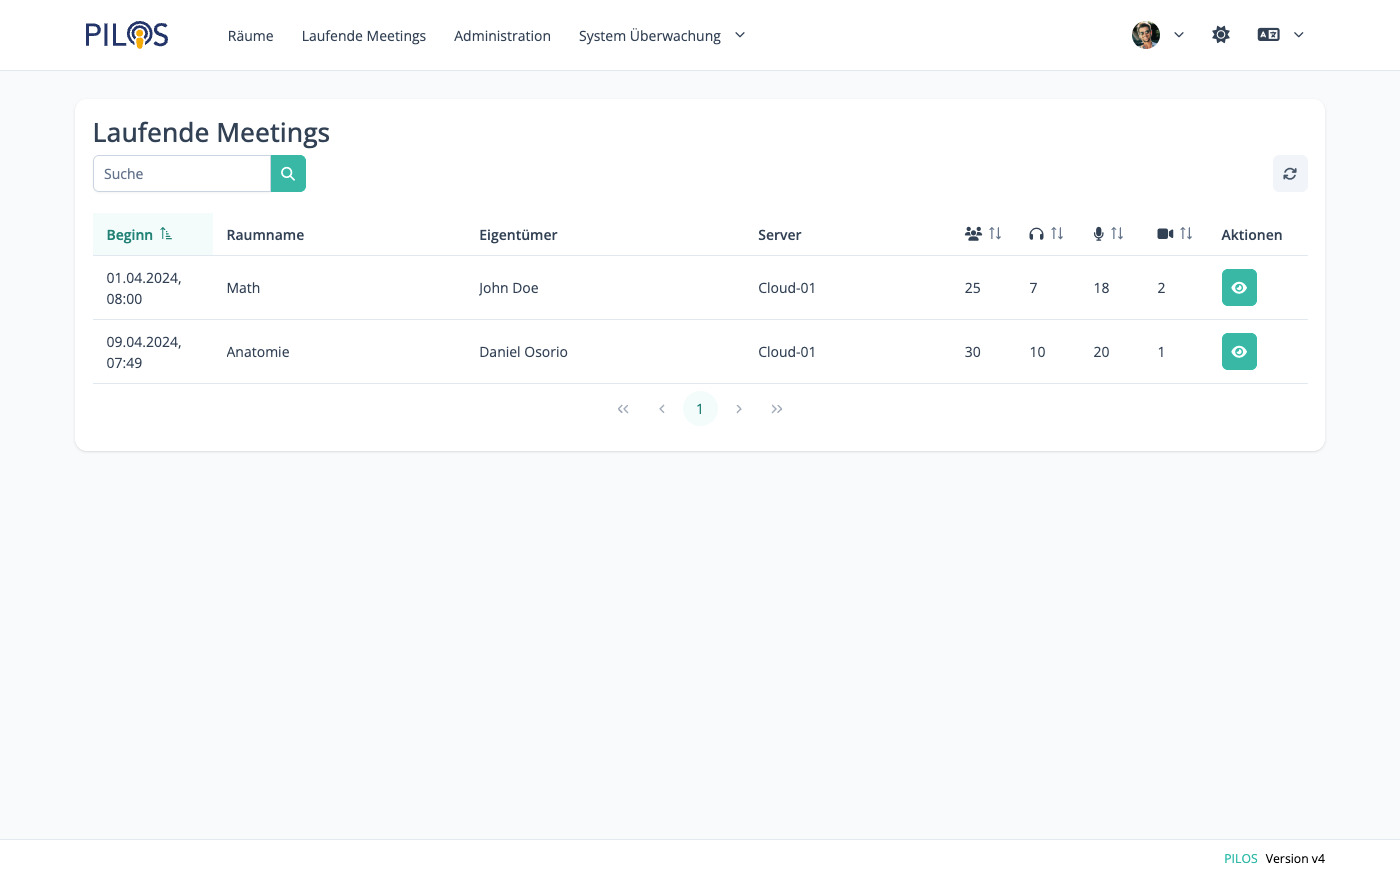 PILOS Räume Laufende Meetings Administration System Überwachung
Laufende Meetings
Suche
Beginn Raumname Eigentümer Server Aktionen
01.04.2024,
08:00 Math John Doe Cloud-01 25 7 18 2
09.04.2024,
07:49 Anatomie Daniel Osorio Cloud-01 30 10 20 1
1
PILOS Version v4